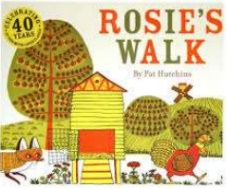 CELEBRATING
40
YEARS
ROSIE'S
WALK
By Pat Hutchins